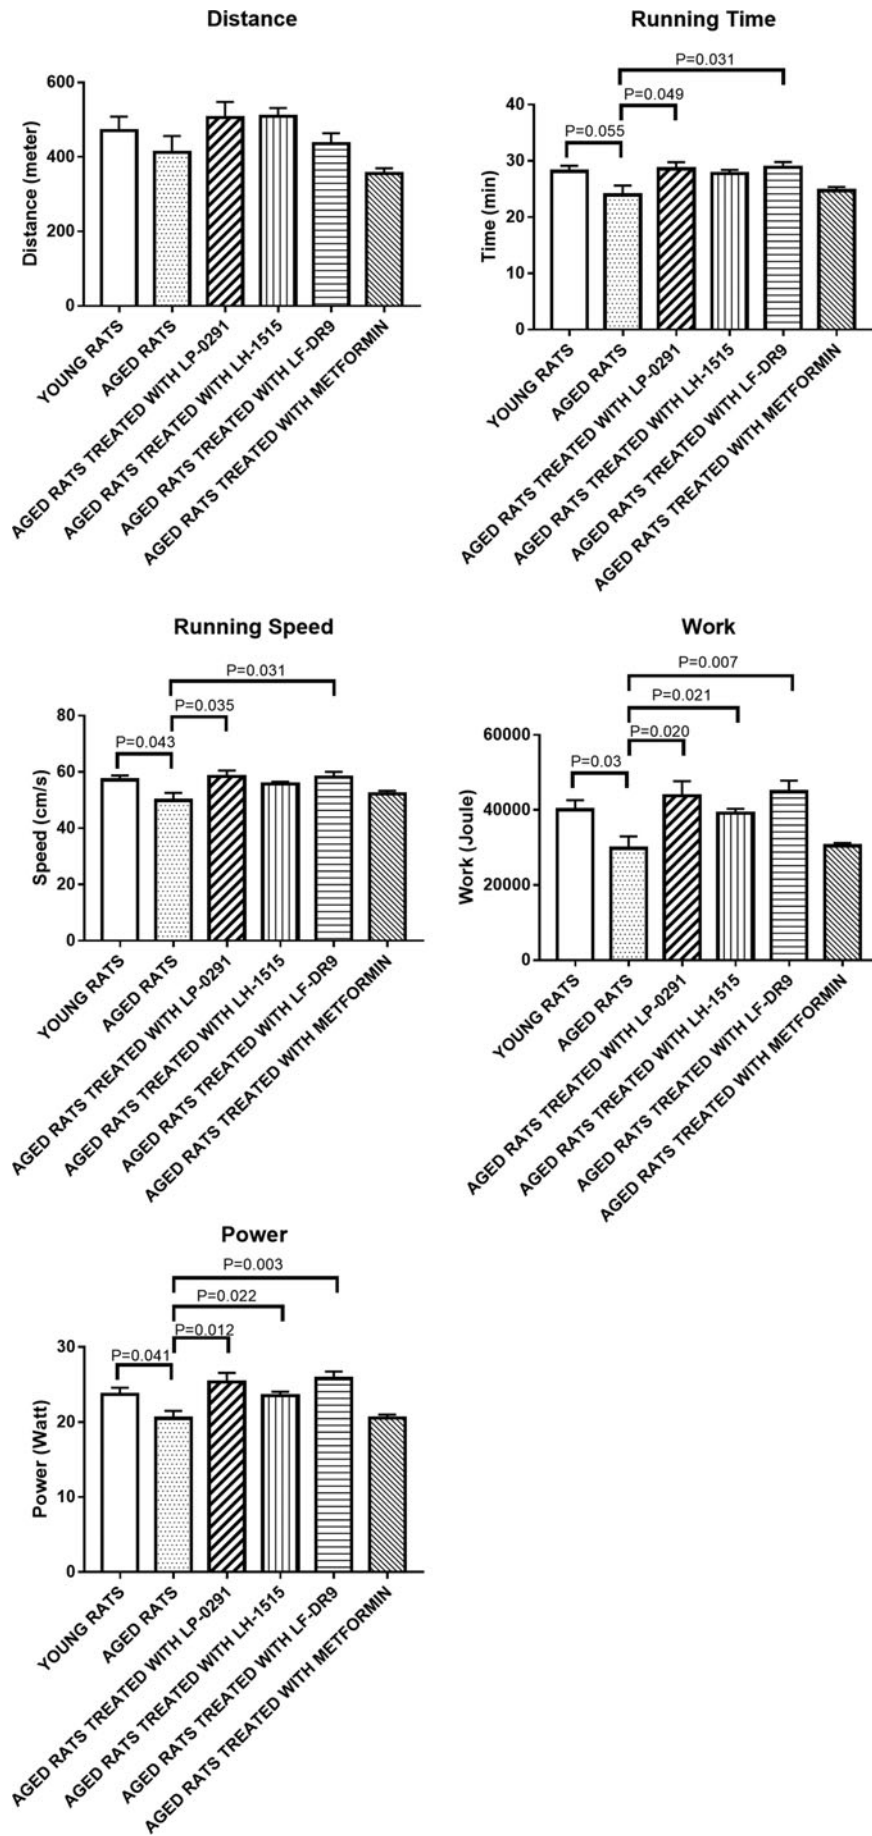 Distance
Distance (meter)
600
400
200
0
YOUNG RATS
AGED RATS
AGED RATS TREATED WITH LP-0291
AGED RATS TREATED WITH LH-1515
AGED RATS TREATED WITH LF-DR9
AGED RATS TREATED WITH METFORMIN
Running Time
P=0.031
P=0.049
P=0.055
Time (min)
40
30
20
10
0
YOUNG RATS
AGED RATS
AGED RATS TREATED WITH LP-0291
AGED RATS TREATED WITH LH-1515
AGED RATS TREATED WITH LF-DR9
AGED RATS TREATED WITH METFORMIN
Running Speed
P=0.031
P=0.035
P=0.043
Speed (cm/s)
80
60
40
20
0
YOUNG RATS
AGED RATS
AGED RATS TREATED WITH LP-0291
AGED RATS TREATED WITH LH-1515
AGED RATS TREATED WITH LF-DR9
AGED RATS TREATED WITH METFORMIN
Work
P=0.007
P=0.021
P=0.020
P=0.03
Work (Joule)
60000
40000
20000
0
YOUNG RATS
AGED RATS
AGED RATS TREATED WITH LP-0291
AGED RATS TREATED WITH LH-1515
AGED RATS TREATED WITH LF-DR9
AGED RATS TREATED WITH METFORMIN
Power
P=0.003
P=0.022
P=0.012
P=0.041
Power (Watt)
30
20
10
0
YOUNG RATS
AGED RATS
AGED RATS TREATED WITH LP-0291
AGED RATS TREATED WITH LH-1515
AGED RATS TREATED WITH LF-DR9
AGED RATS TREATED WITH METFORMIN